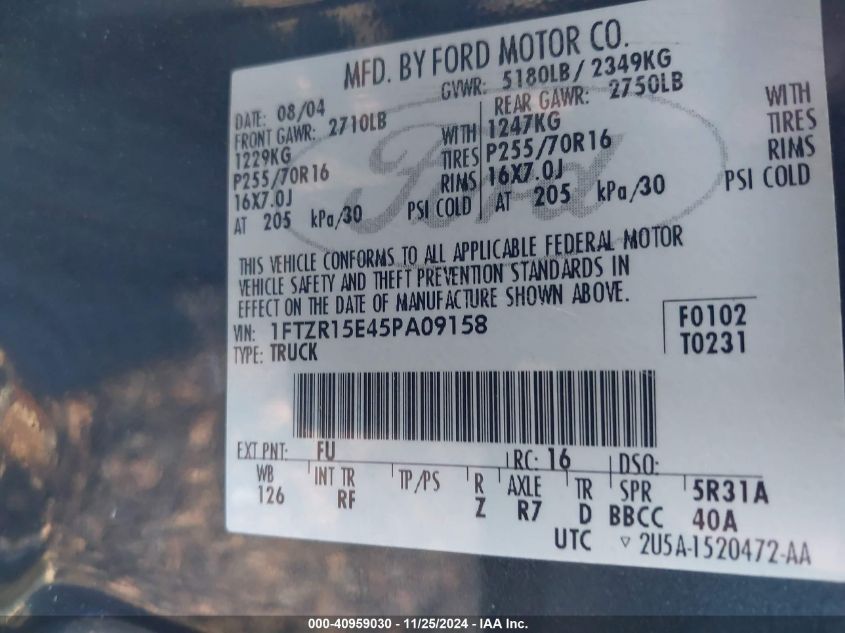 MFD. BY FORD MOTOR CO.
DATE: 08/04 GVWR: 5180LB / 2349KG
FRONT GAWR: 2710LB REAR GAWR: 2750LB
1229KG WITH 1247KG WITH
P255/70R16 TIRES P255/70R16 TIRES
16X7.0J RIMS 16X7.0J RIMS
AT 205 kPa/30 PSI COLD AT 205 kPa/30 PSI COLD
Ford
THIS VEHICLE CONFORMS TO ALL APPLICABLE FEDERAL MOTOR
VEHICLE SAFETY AND THEFT PREVENTION STANDARDS IN
EFFECT ON THE DATE OF MANUFACTURE SHOWN ABOVE.
VIN: 1FTZR15E45PA09158 F0102
TYPE: TRUCK T0231
EXT PNT: FU RC: 16 DSO:
WB INT TR TP/PS R AXLE TR SPR 5R31A
126 RF Z R7 D BBCC 40A
UTC ▽ 2U5A-1520472-AA
000-40959030 - 11/25/2024 - IAA Inc.